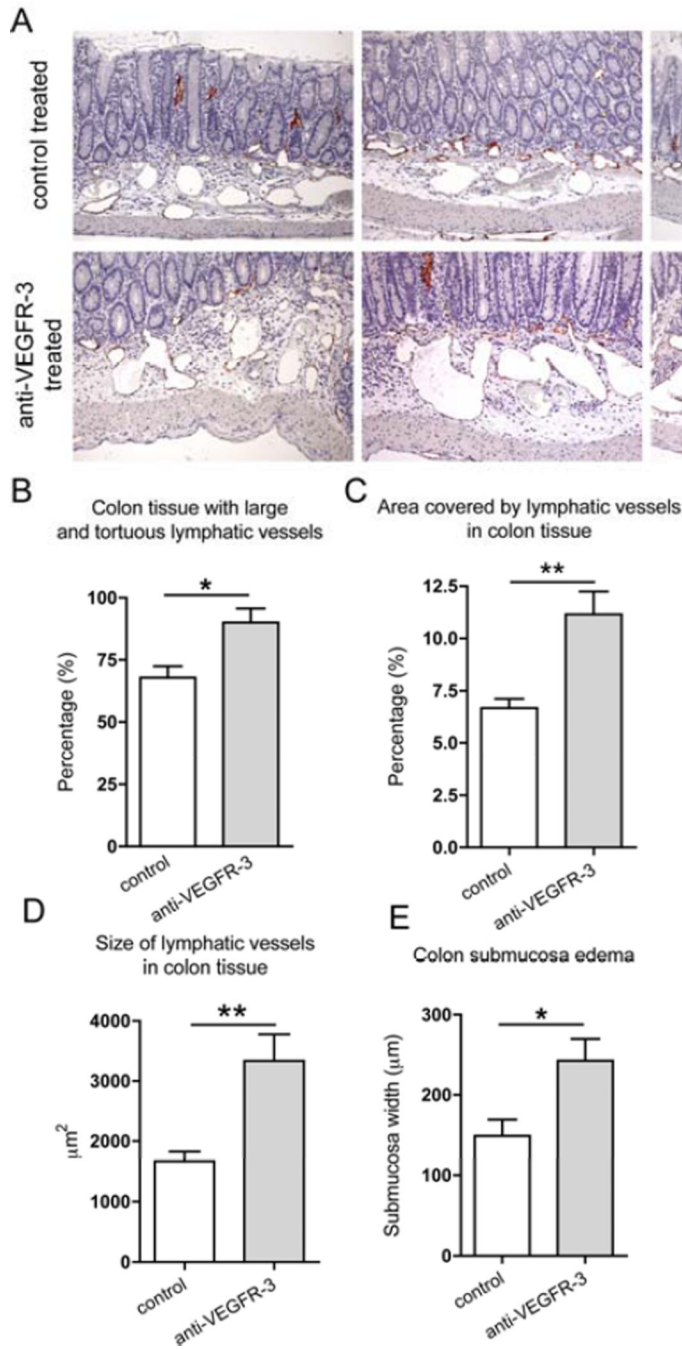 A
control treated
anti-VEGFR-3
treated
B
Colon tissue with large
and tortuous lymphatic vessels
Percentage (%)
100
75
50
25
0
*
control
anti-VEGFR-3
C
Area covered by lymphatic vessels
in colon tissue
Percentage (%)
12.5
10.0
7.5
5.0
2.5
0.0
**
control
anti-VEGFR-3
D
Size of lymphatic vessels
in colon tissue
μm²
4000
3000
2000
1000
0
**
control
anti-VEGFR-3
E
Colon submucosa edema
Submucosa width (μm)
300
200
100
0
*
control
anti-VEGFR-3